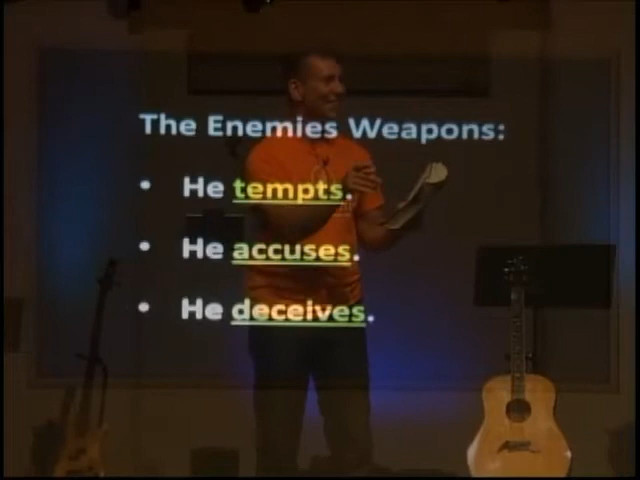 The Enemies Weapons:
• He tempts.
• He accuses.
• He deceives.